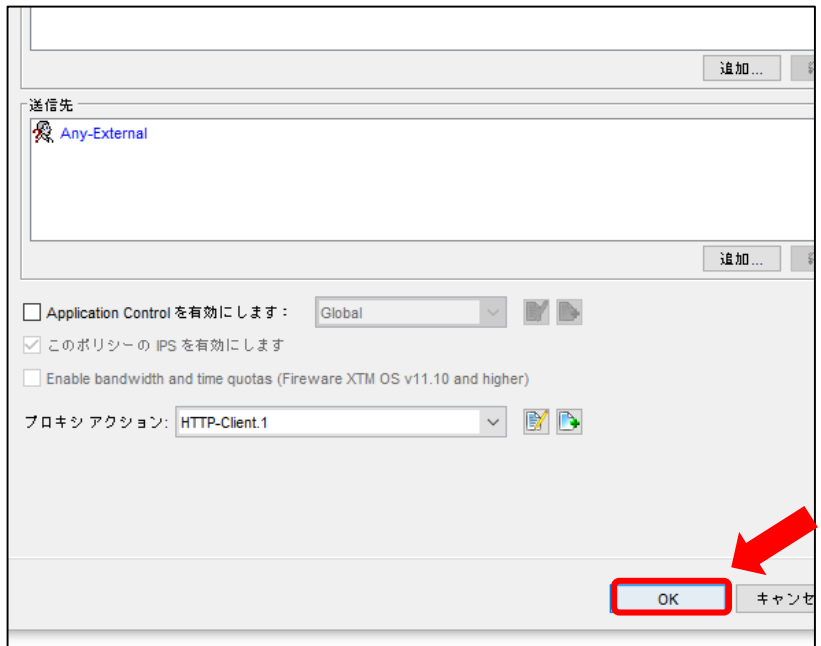 追加...
送信先
Any-External
追加...
Application Control を有効にします：
Global
このポリシーの IPS を有効にします
Enable bandwidth and time quotas (Fireware XTM OS v11.10 and higher)
プロキシ アクション:
HTTP-Client.1
OK
キャンセ